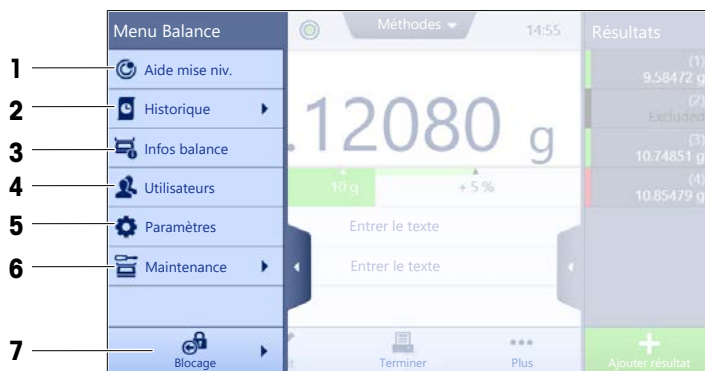 Menu Balance
Méthodes
14:55
Résultats
1 Aide mise niv.
2 Historique
3 Infos balance
4 Utilisateurs
5 Paramètres
6 Maintenance
7 Blocage
.12080 g
10 g
+ 5 %
Entrer le texte
Entrer le texte
(1)
9.58472 g
(2)
Excluded
(3)
10.74851 g
(4)
10.85479 g
Terminer
Plus
Ajouter résultat